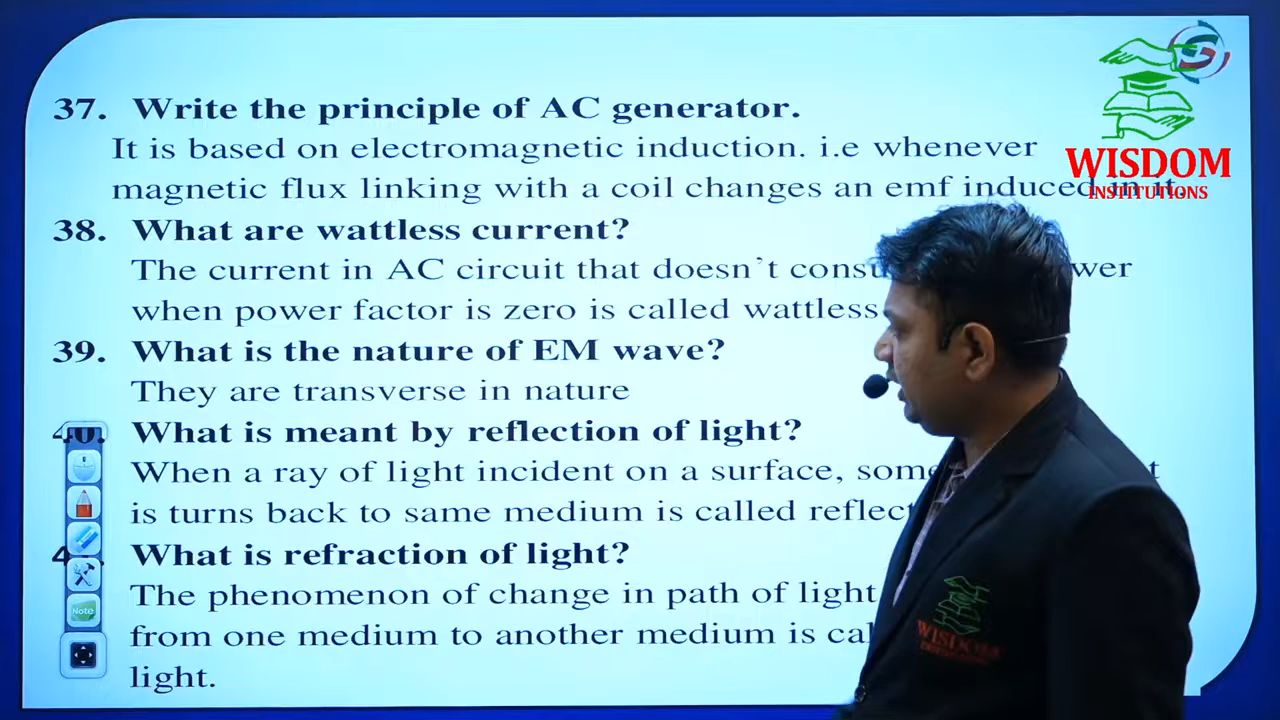 37. Write the principle of AC generator.
It is based on electromagnetic induction. i.e whenever
magnetic flux linking with a coil changes an emf induced in it.
38. What are wattless current?
The current in AC circuit that doesn't
when power factor is zero is called wattless
39. What is the nature of EM wave?
They are transverse in nature
40. What is meant by reflection of light?
When a ray of light incident on a surface,
is turns back to same medium is called
What is refraction of light?
The phenomenon of change in path of light
from one medium to another medium is
light.
WISDOM
INSTITUTIONS
Note
WISDOM